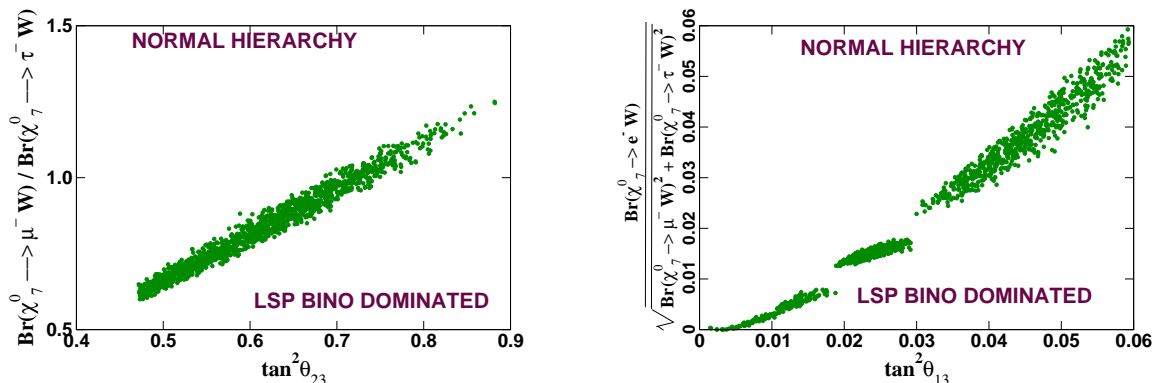 Br(χ⁰₇ —> μ⁻ W) / Br(χ⁰₇ —> τ⁻ W)
1.5
1.0
0.5
NORMAL HIERARCHY
LSP BINO DOMINATED
0.4 0.5 0.6 0.7 0.8 0.9
tan²θ₂₃
Br(χ⁰₇ —> e⁻ W)
√ Br(χ⁰₇ —> μ⁻ W)² + Br(χ⁰₇ —> τ⁻ W)²
0.06
0.05
0.04
0.03
0.02
0.01
0
NORMAL HIERARCHY
LSP BINO DOMINATED
0 0.01 0.02 0.03 0.04 0.05 0.06
tan²θ₁₃